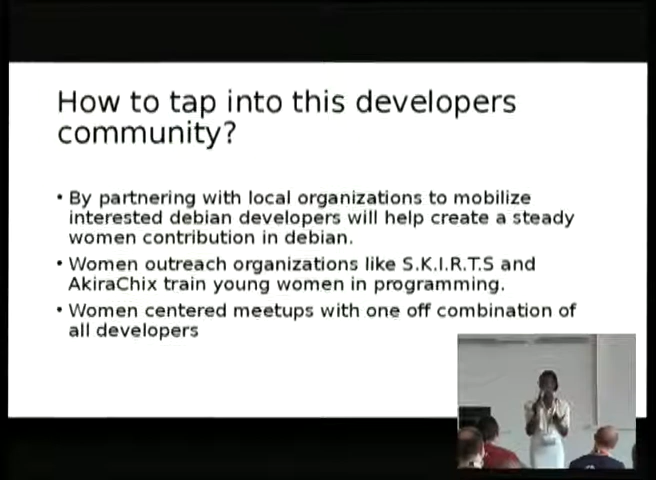 How to tap into this developers
community?
• By partnering with local organizations to mobilize
interested debian developers will help create a steady
women contribution in debian.
• Women outreach organizations like S.K.I.R.T.S and
AkiraChix train young women in programming.
• Women centered meetups with one off combination of
all developers